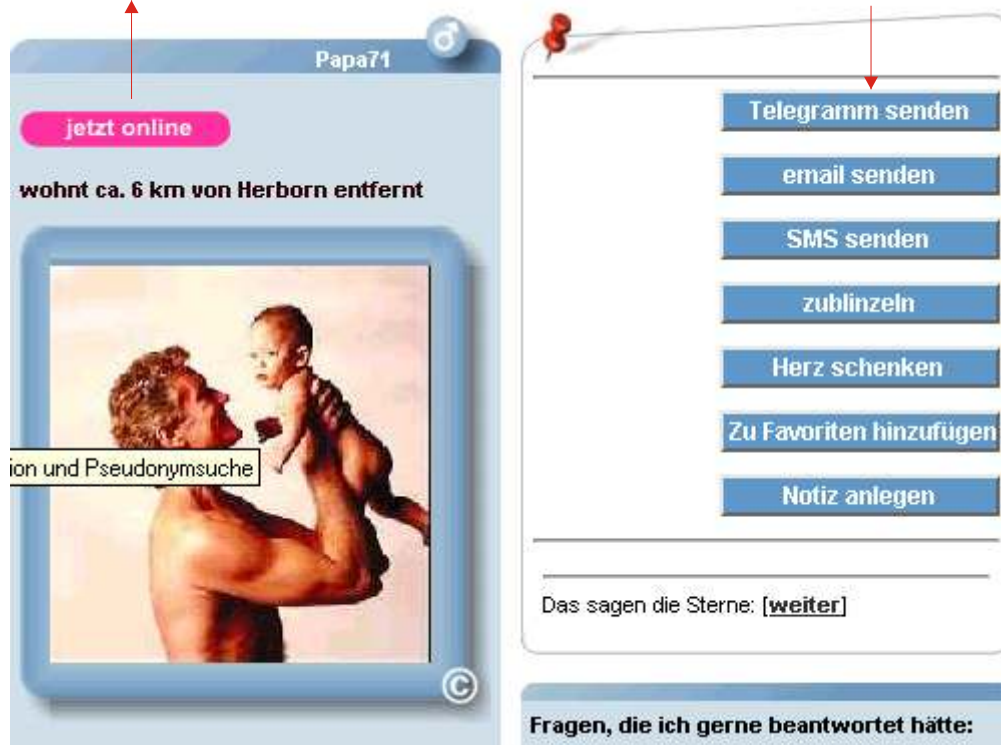 Papa71
jetzt online
wohnt ca. 6 km von Herborn entfernt
ion und Pseudonymsuche
©
Telegramm senden
email senden
SMS senden
zublinzeln
Herz schenken
Zu Favoriten hinzufügen
Notiz anlegen
Das sagen die Sterne: [weiter]
Fragen, die ich gerne beantwortet hätte: